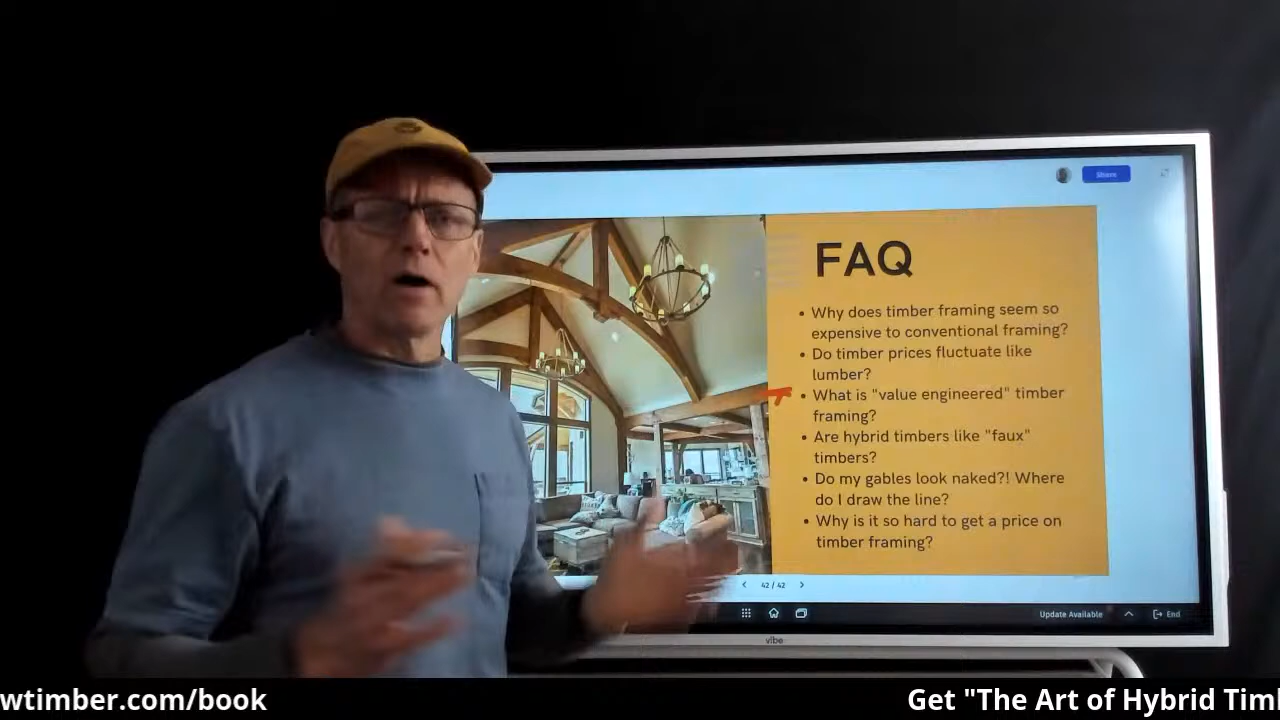 Share
FAQ
• Why does timber framing seem so
expensive to conventional framing?
• Do timber prices fluctuate like
lumber?
• What is "value engineered" timber
framing?
• Are hybrid timbers like "faux"
timbers?
• Do my gables look naked?! Where
do I draw the line?
• Why is it so hard to get a price on
timber framing?
42 / 42
Update Available
End
vibe
wtimber.com/book
Get "The Art of Hybrid Tim